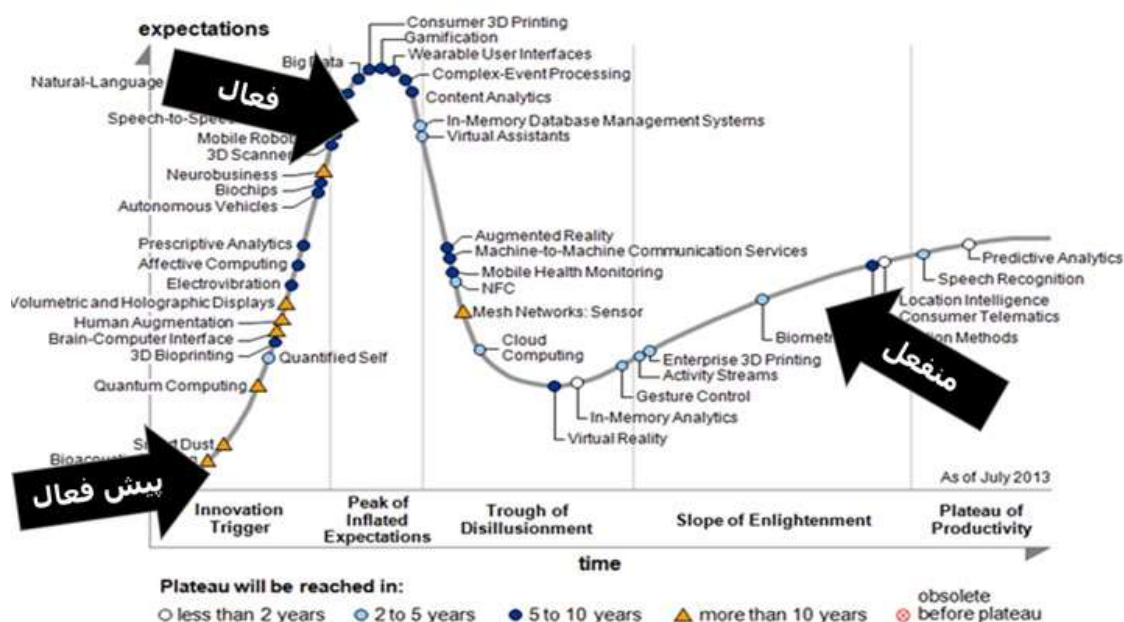 expectations
Consumer 3D Printing
Gamification
Wearable User Interfaces
Big Data
Complex-Event Processing
Content Analytics
Natural-Language
فعال
Speech-to-Spe
In-Memory Database Management Systems
Virtual Assistants
Mobile Robo
3D Scanner
Neurobusiness
Biochips
Autonomous Vehicles
Prescriptive Analytics
Affective Computing
Electrovibration
Volumetric and Holographic Displays
Human Augmentation
Brain-Computer Interface
3D Bioprinting
Quantified Self
Quantum Computing
Dust
Bioacou
پیش فعال
Augmented Reality
Machine-to-Machine Communication Services
Mobile Health Monitoring
NFC
Mesh Networks: Sensor
Cloud
Computing
Enterprise 3D Printing
Activity Streams
Gesture Control
In-Memory Analytics
Virtual Reality
Predictive Analytics
Speech Recognition
Location Intelligence
Consumer Telematics
Biomet
Methods
منفعل
As of July 2013
Innovation
Trigger
Peak of
Inflated
Expectations
Trough of
Disillusionment
Slope of Enlightenment
Plateau of
Productivity
time
Plateau will be reached in:
less than 2 years
2 to 5 years
5 to 10 years
more than 10 years
obsolete
before plateau